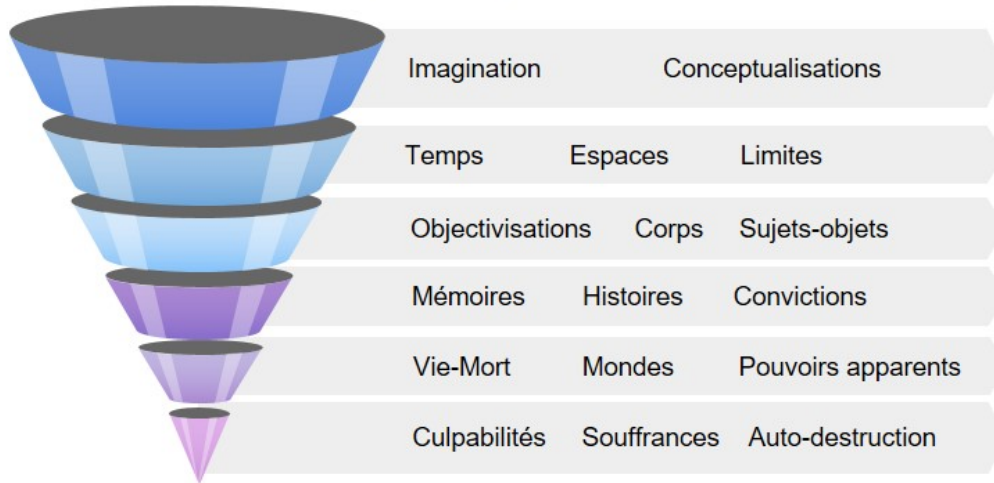 Imagination Conceptualisations
Temps Espaces Limites
Objectivisations Corps Sujets-objets
Mémoires Histoires Convictions
Vie-Mort Mondes Pouvoirs apparents
Culpabilités Souffrances Auto-destruction